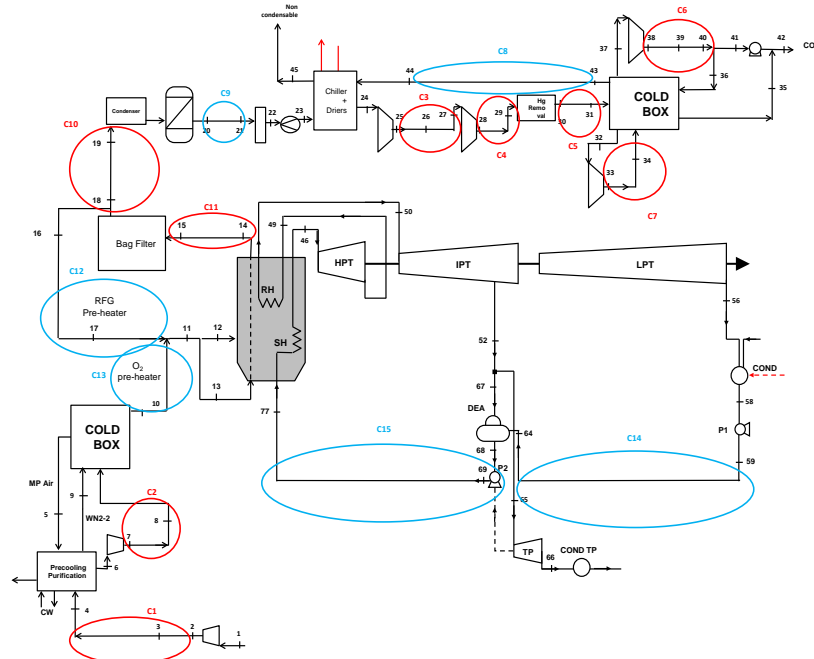 Non
condensable
C6
37
38
39
40
41
42
CO
C8
45
44
43
36
35
Condenser
C9
Chiller
+
Driers
24
C3
Hg
Remo
val
COLD
BOX
20
21
22
23
25
26
27
28
29
30
31
C4
C5
32
33
34
C7
C10
19
18
C11
15
14
16
Bag Filter
49
46
50
HPT
IPT
LPT
RH
SH
56
C12
RFG
Pre-heater
17
11
12
52
C13
O2
pre-heater
10
13
77
67
COND
DEA
58
COLD
BOX
C15
64
P1
C14
68
59
69
P2
MP Air
9
C2
55
5
WN2-2
8
7
TP
COND TP
Precooling
Purification
6
66
CW
4
C1
3
2
1